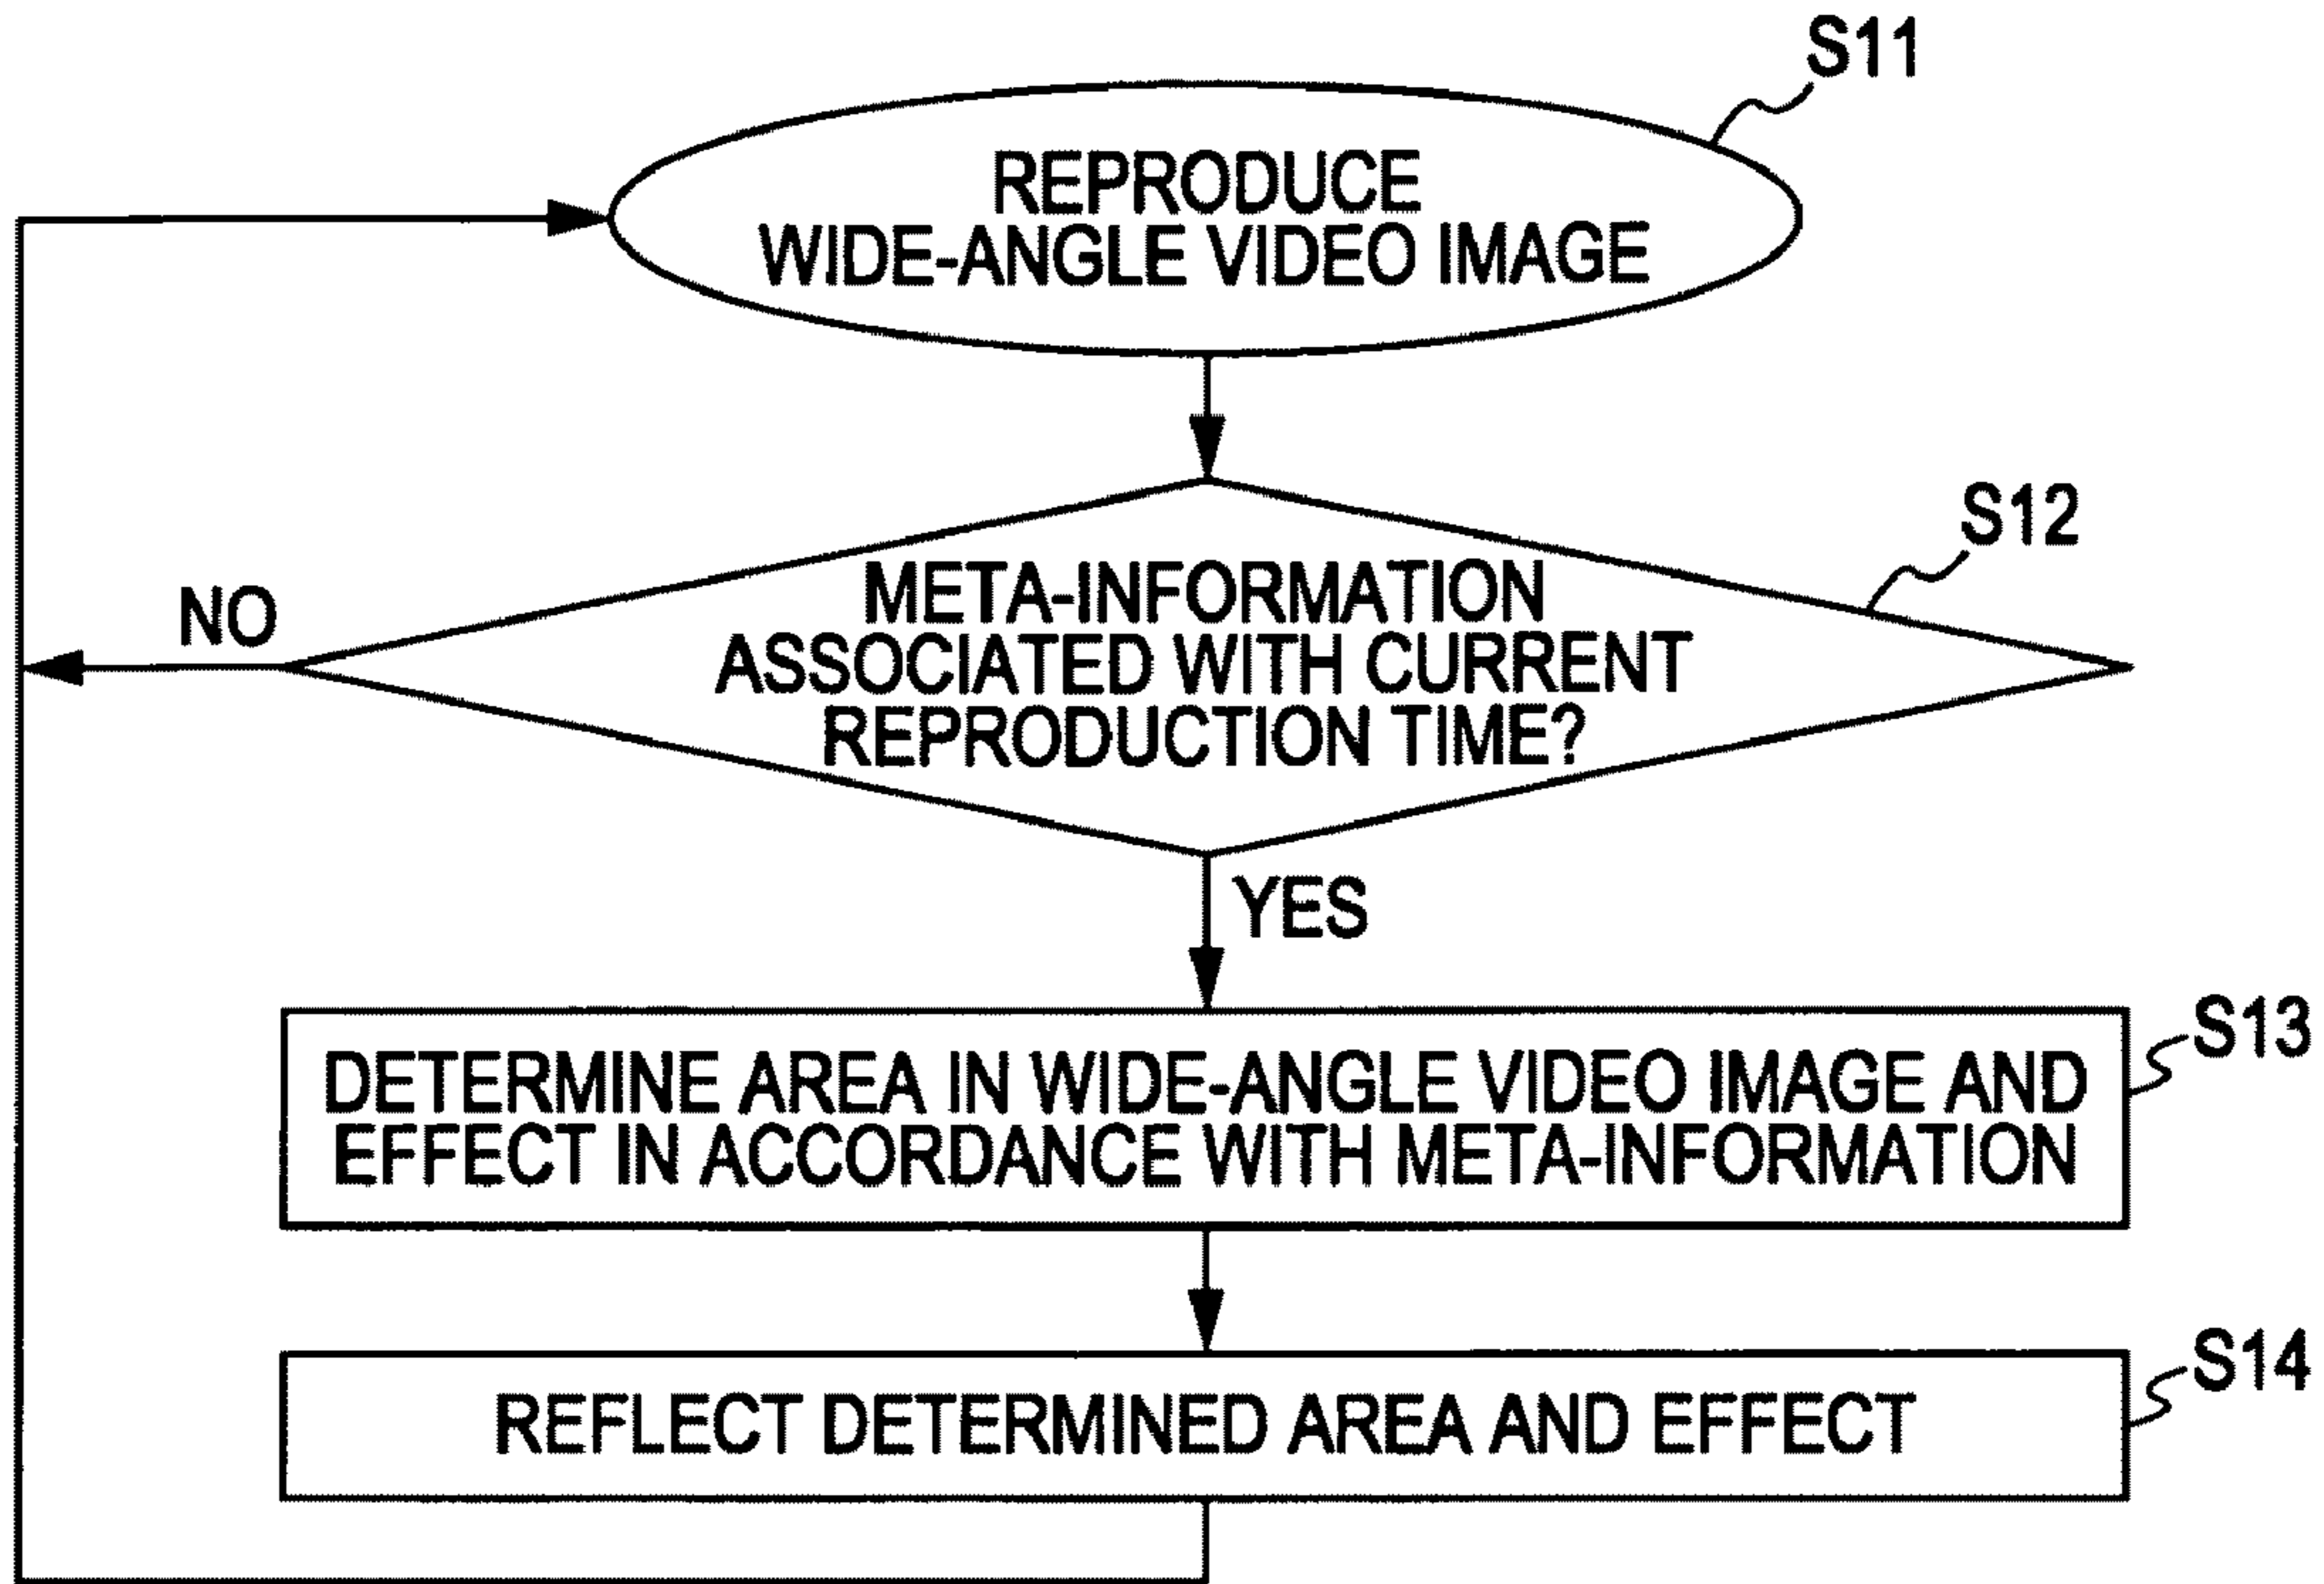 S11
REPRODUCE
WIDE-ANGLE VIDEO IMAGE
S12
META-INFORMATION
ASSOCIATED WITH CURRENT
REPRODUCTION TIME?
NO
YES
S13
DETERMINE AREA IN WIDE-ANGLE VIDEO IMAGE AND
EFFECT IN ACCORDANCE WITH META-INFORMATION
S14
REFLECT DETERMINED AREA AND EFFECT